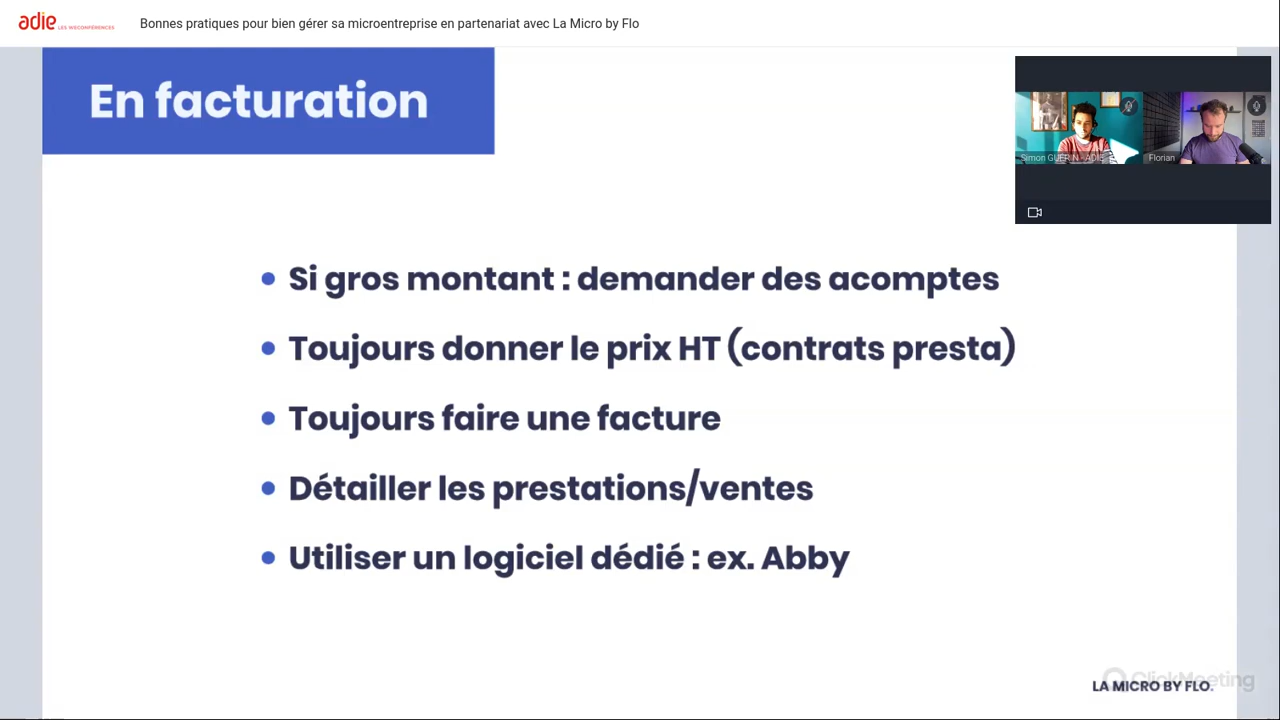 adie LES WEBCONFÉRENCES
Bonnes pratiques pour bien gérer sa microentreprise en partenariat avec La Micro by Flo
En facturation
Simon GUERIN - ADIE
Florian
• Si gros montant : demander des acomptes
• Toujours donner le prix HT (contrats presta)
• Toujours faire une facture
• Détailler les prestations/ventes
• Utiliser un logiciel dédié : ex. Abby
ClickMeeting
LA MICRO BY FLO.